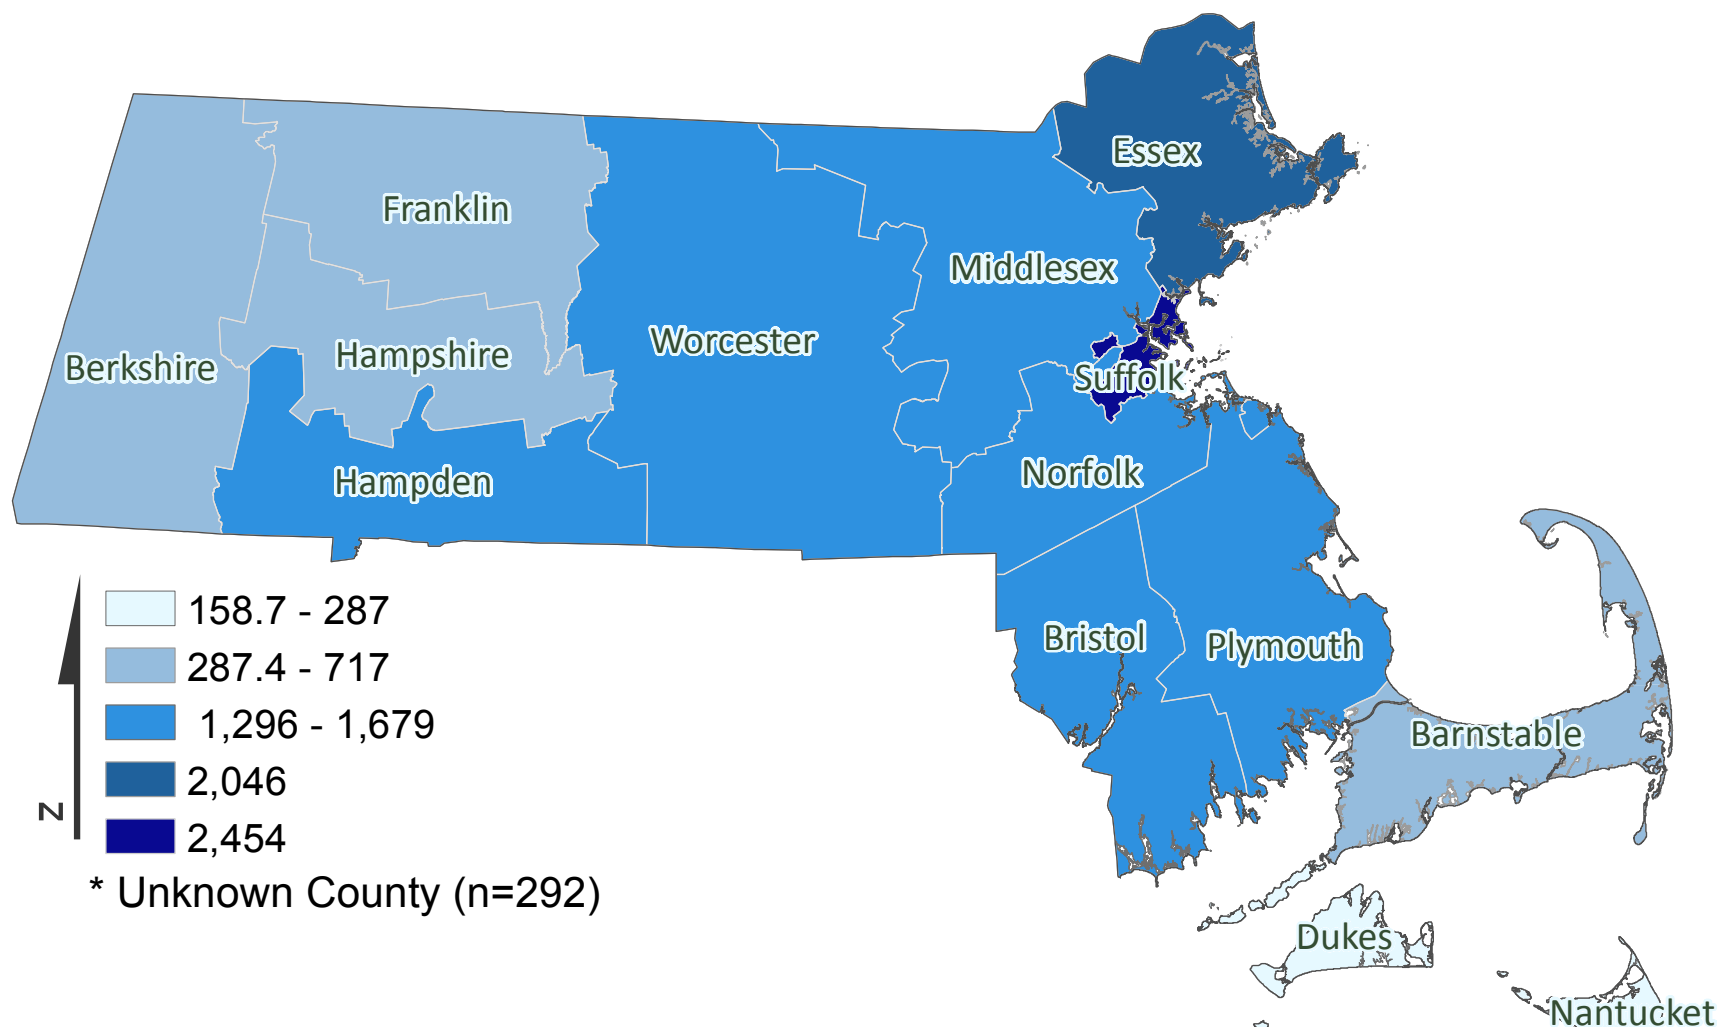 Essex
Franklin
Middlesex
Worcester
Hampshire
Berkshire
Suffolk
Norfolk
Hampden
158.7 - 287
287.4 - 717
1,296 - 1,679
2,046
2,454
* Unknown County (n=292)
N
Bristol
Plymouth
Barnstable
Dukes
Nantucket